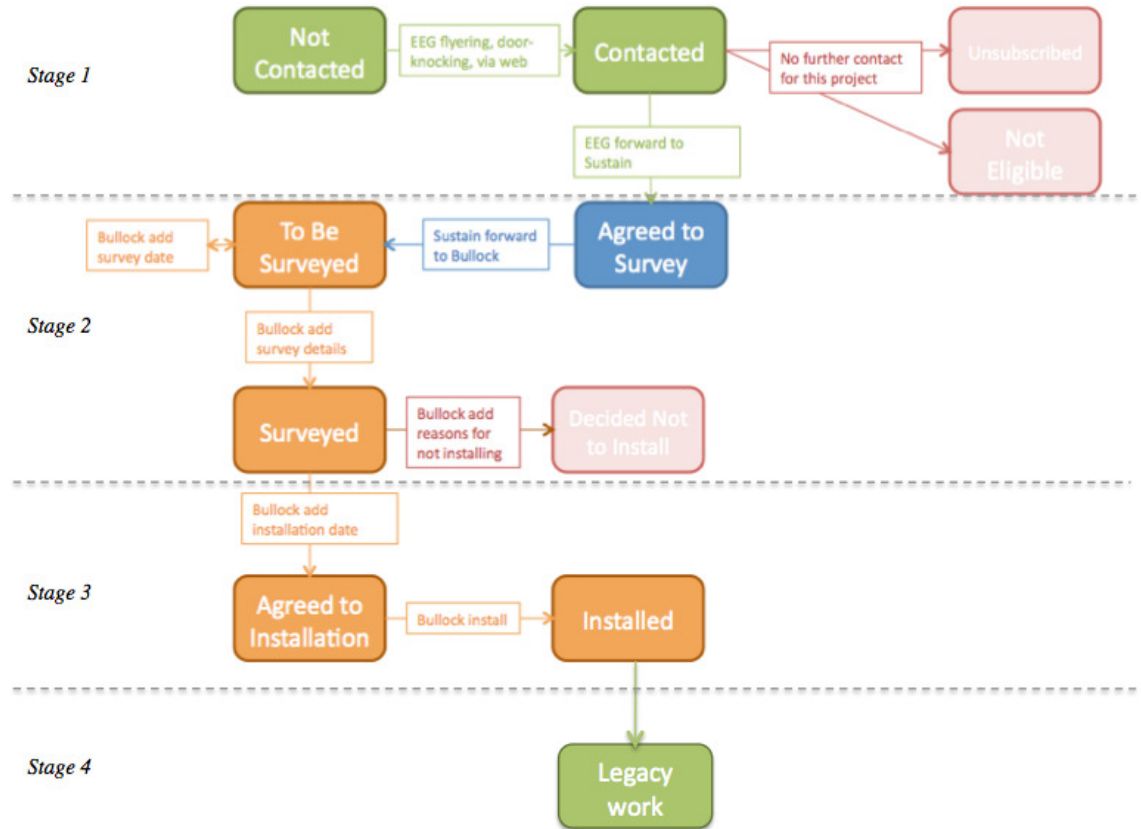 Stage 1
Not
Contacted
EEG flyering, door-
knocking, via web
Contacted
No further contact
for this project
Unsubscribed
Not
Eligible
EEG forward to
Sustain
Stage 2
Bullock add
survey date
To Be
Surveyed
Sustain forward
to Bullock
Agreed to
Survey
Bullock add
survey details
Surveyed
Bullock add
reasons for
not installing
Decided Not
to Install
Bullock add
installation date
Stage 3
Agreed to
Installation
Bullock install
Installed
Stage 4
Legacy
work